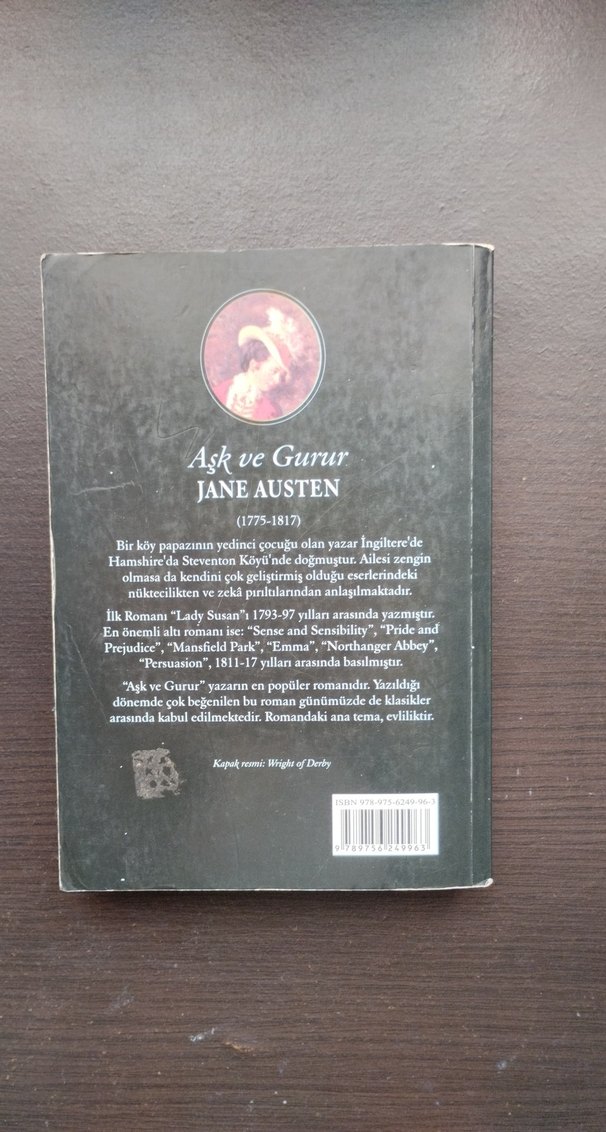 Aşk ve Gurur
JANE AUSTEN
(1775-1817)
Bir köy papazının yedinci çocuğu olan yazar İngiltere'de
Hamshire'da Steventon Köyü'nde doğmuştur. Ailesi zengin
olmasa da kendini çok geliştirmiş olduğu eserlerindeki
nüktecilikten ve zekâ pırıltılarından anlaşılmaktadır.
İlk Romanı “Lady Susan”ı 1793-97 yılları arasında yazmıştır.
En önemli altı romanı ise: “Sense and Sensibility”, “Pride and
Prejudice”, “Mansfield Park”, “Emma”, “Northanger Abbey”,
“Persuasion”, 1811-17 yılları arasında basılmıştır.
“Aşk ve Gurur” yazarın en popüler romanıdır. Yazıldığı
dönemde çok beğenilen bu roman günümüzde de klasikler
arasında kabul edilmektedir. Romandaki ana tema, evliliktir.
Kapak resmi: Wright of Derby
ISBN 978-975-6249-96-3
9 789756 249963